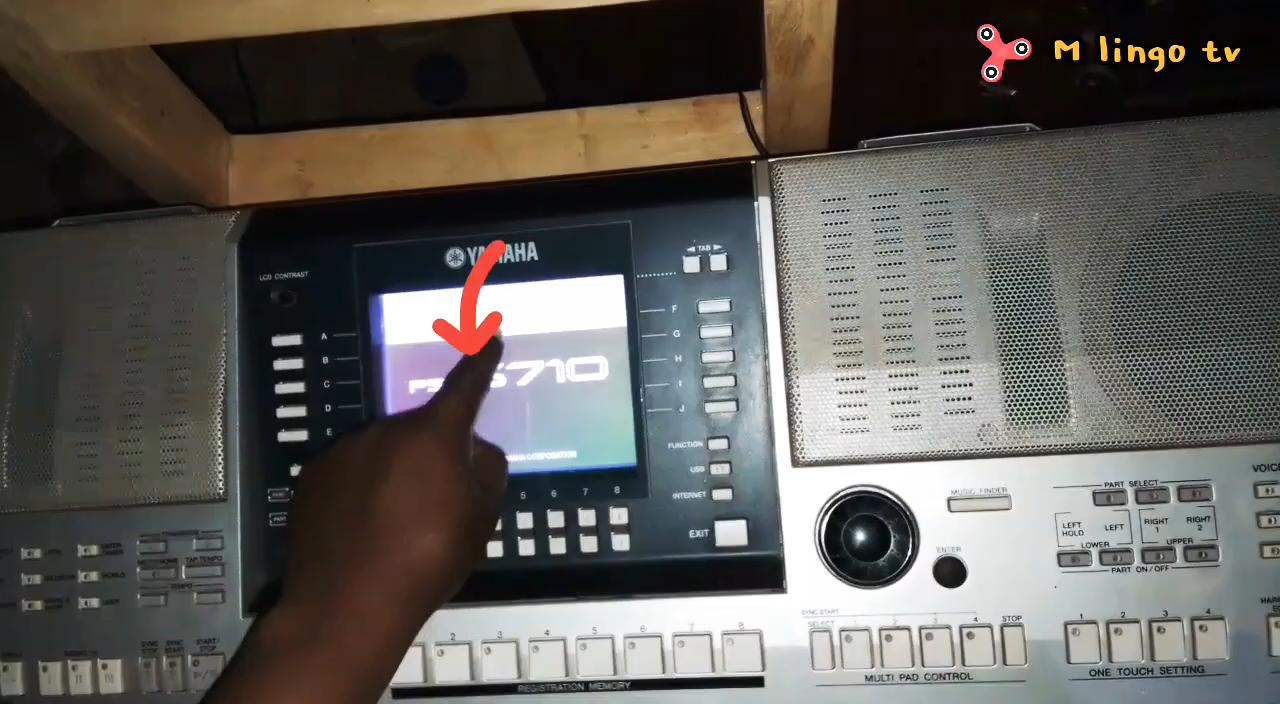 M lingo tv
YAMAHA
TAB
LCD CONTRAST
A
B
C
D
E
F
G
H
I
J
S710
YAMAHA CORPORATION
FUNCTION
USB
INTERNET
EXIT
5 6 7 8
MUSIC FINDER
ENTER
PART SELECT
LEFT HOLD
LEFT
RIGHT 1
RIGHT 2
LOWER
UPPER
PART ON/OFF
TAP TEMPO
SYNC STOP
SYNC START
START/
2 3 4 5 6 7 8
REGISTRATION MEMORY
SYNC START
SELECT 1 2 3 4 STOP
MULTI PAD CONTROL
1 2 3 4
ONE TOUCH SETTING